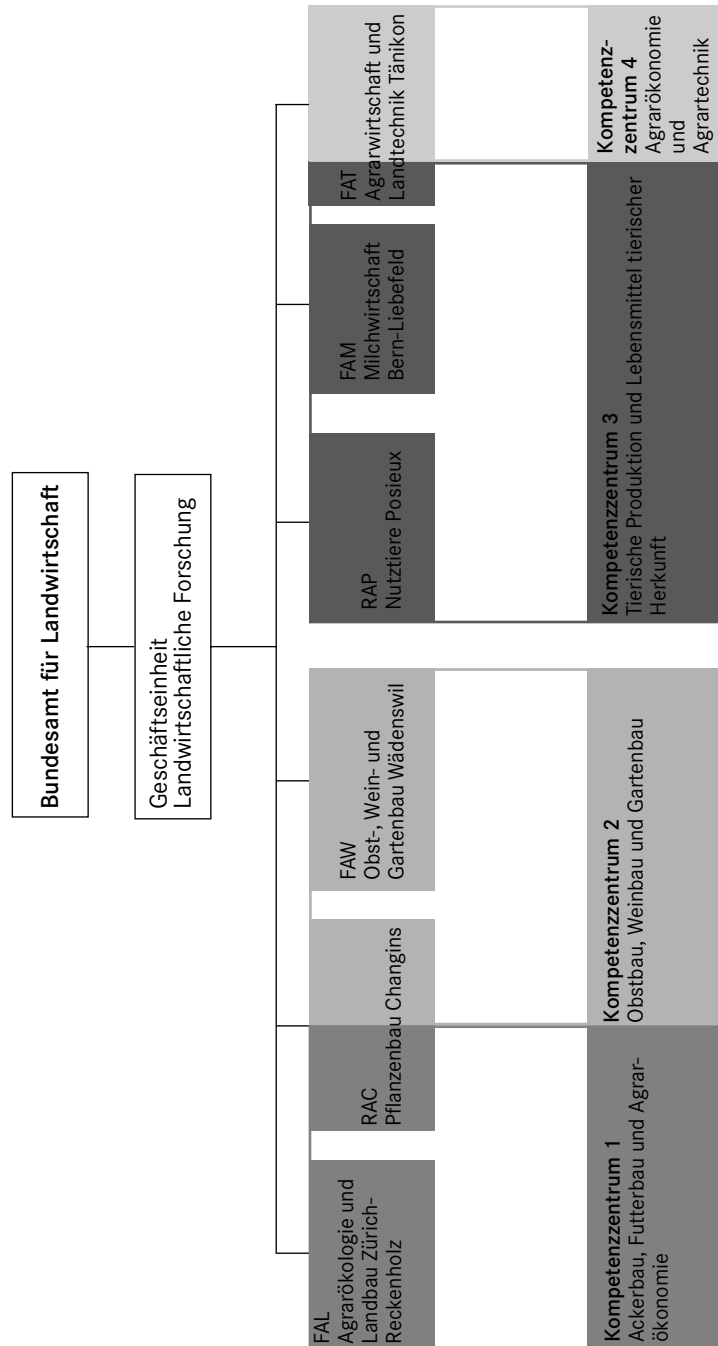 Bundesamt für Landwirtschaft
Geschäftseinheit
Landwirtschaftliche Forschung
FAL
Agrarökologie und
Landbau Zürich-
Reckenholz
RAC
Pflanzenbau Changins
FAW
Obst-, Wein- und
Gartenbau Wädenswil
RAP
Nutztiere Posieux
FAM
Milchwirtschaft
Bern-Liebefeld
FAT
Agrarwirtschaft und
Landtechnik Tänikon
Kompetenzzentrum 1
Ackerbau, Futterbau und Agrar-
ökonomie
Kompetenzzentrum 2
Obstbau, Weinbau und Gartenbau
Kompetenzzentrum 3
Tierische Produktion und Lebensmittel tierischer
Herkunft
Kompetenz-
zentrum 4
Agrarökonomie
und
Agrartechnik